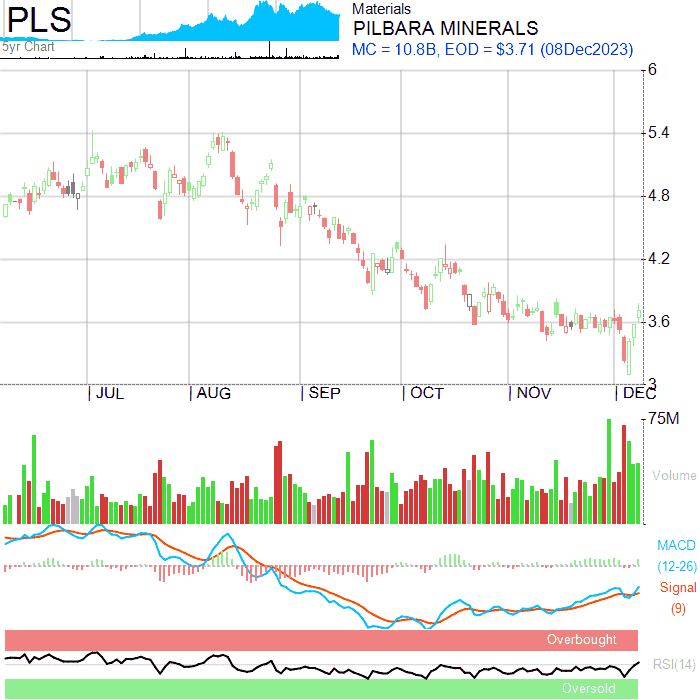 PLS
5yr Chart
Materials
PILBARA MINERALS
MC = 10.8B, EOD = $3.71 (08Dec2023)
6
5.4
4.8
4.2
3.6
3
JUL AUG SEP OCT NOV DEC
75M
Volume
MACD
(12-26)
Signal
(9)
Overbought
RSI(14)
Oversold